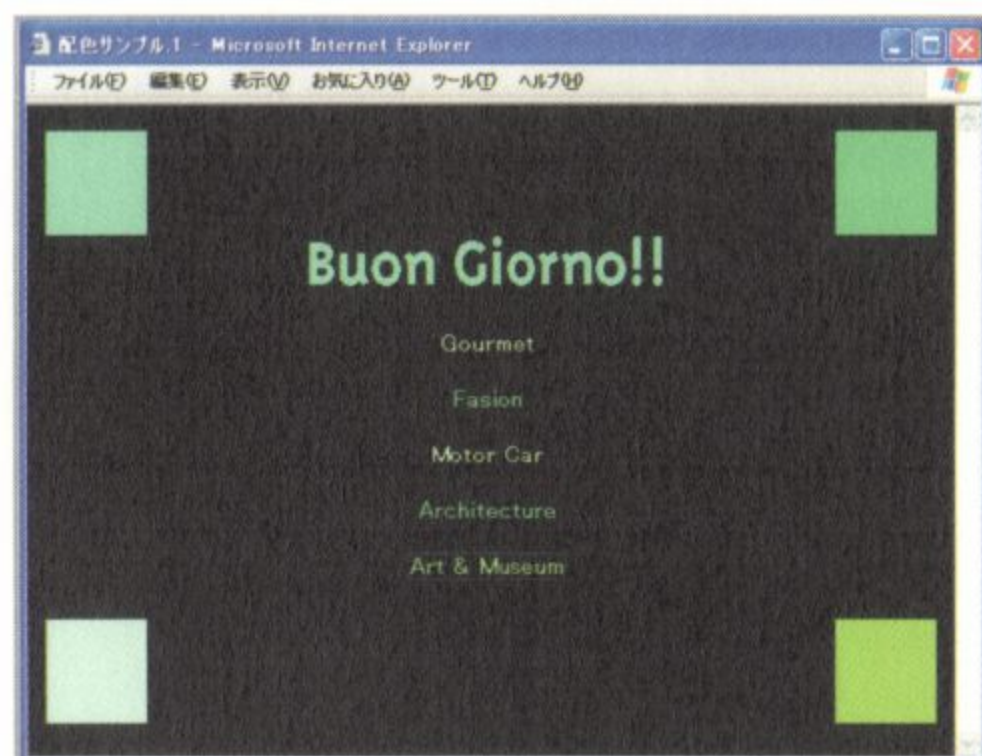 配色サンプル.1 - Microsoft Internet Explorer
ファイル(F) 編集(E) 表示(V) お気に入り(A) ツール(T) ヘルプ(H)
Buon Giorno!!
Gourmet
Fasion
Motor Car
Architecture
Art & Museum